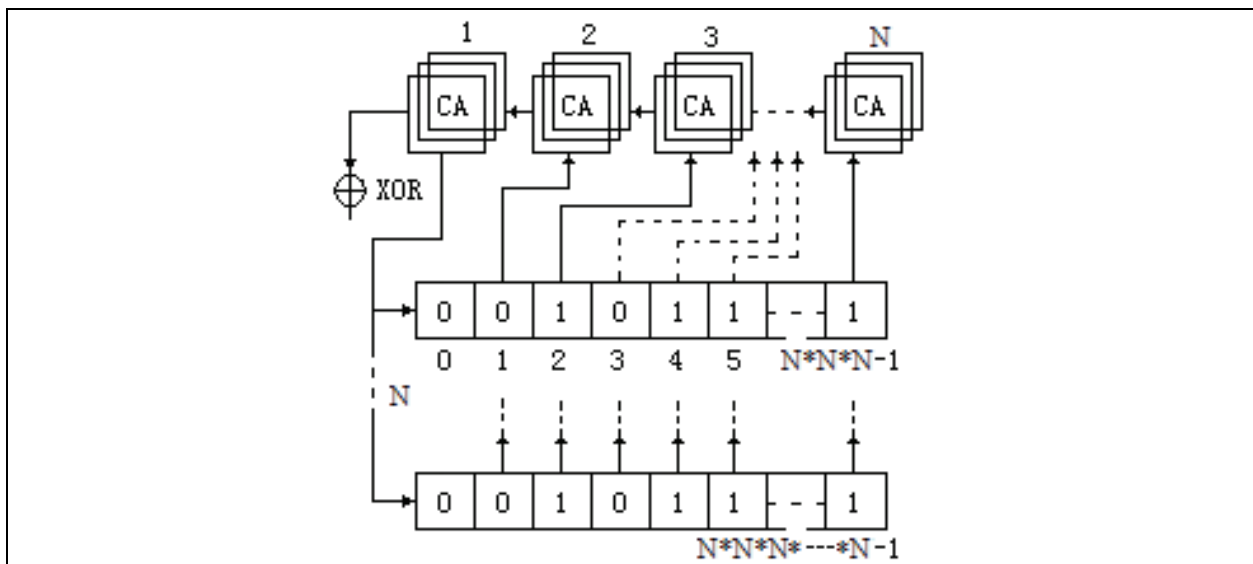 1 2 3 N
CA CA CA CA
XOR
0 0 1 0 1 1 1
0 1 2 3 4 5 N*N*N-1
N
0 0 1 0 1 1 1
N*N*N*----*N-1